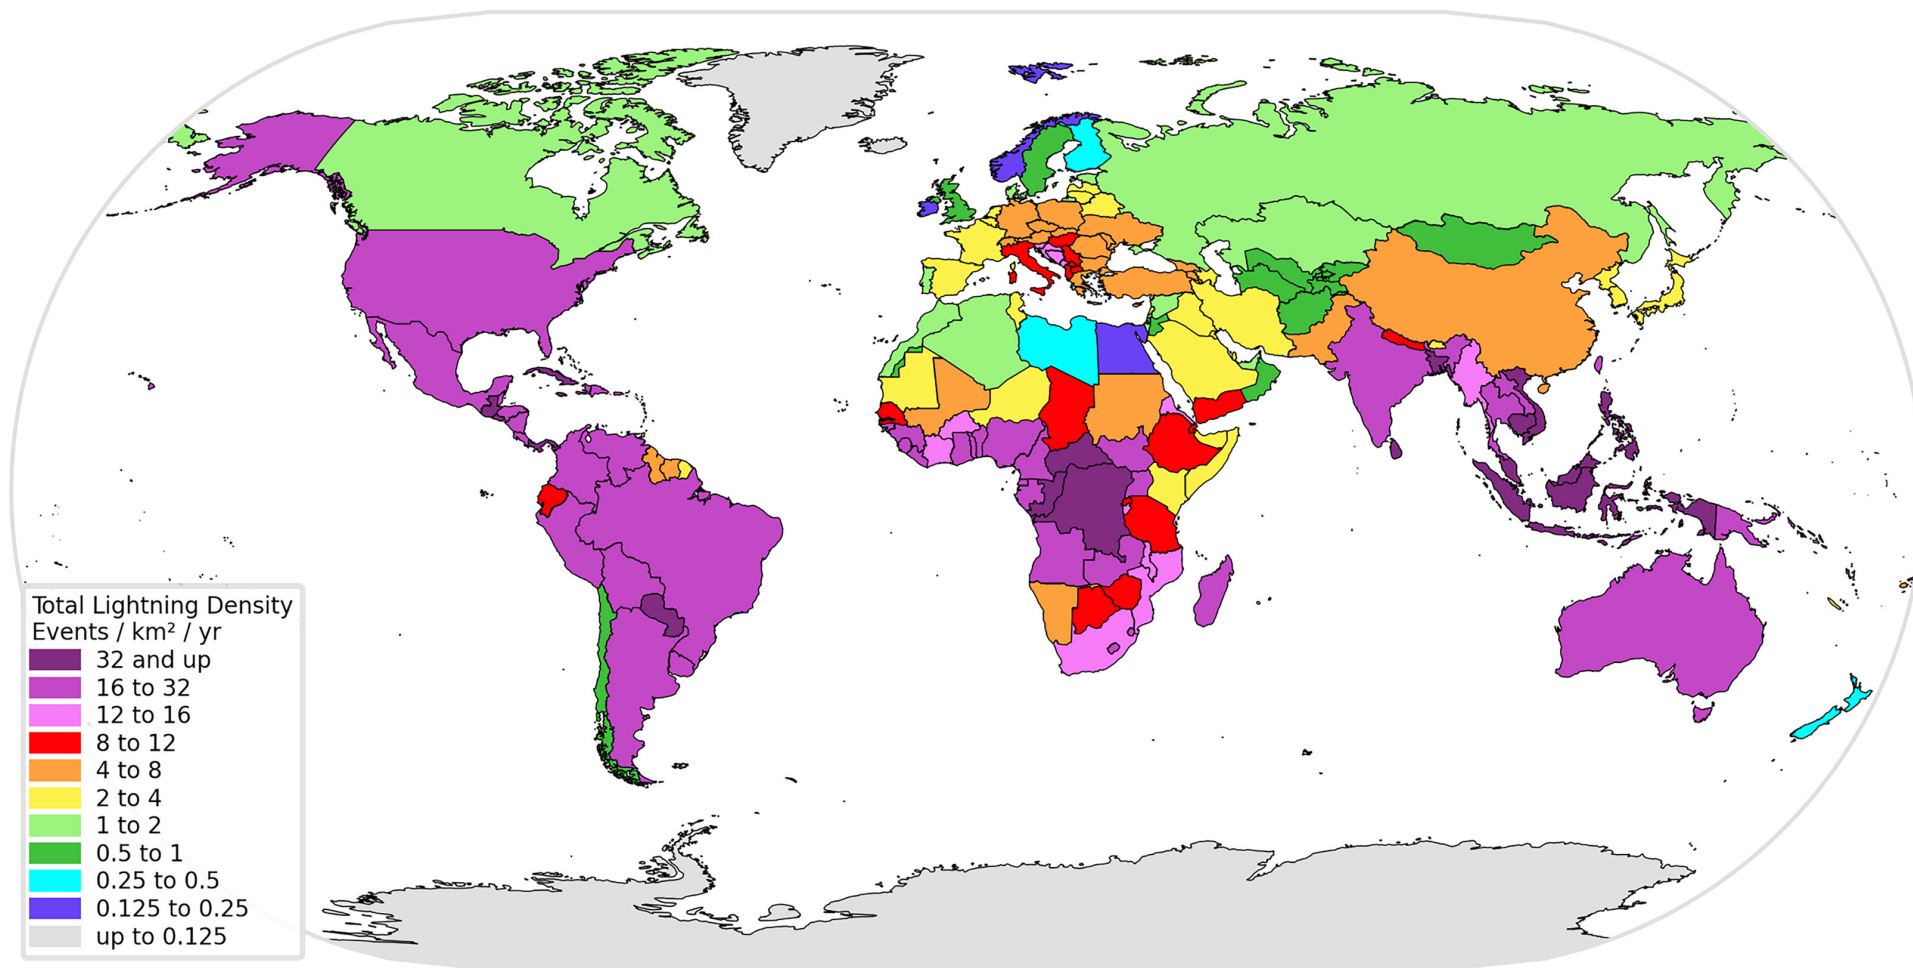 Total Lightning Density
Events / km² / yr
32 and up
16 to 32
12 to 16
8 to 12
4 to 8
2 to 4
1 to 2
0.5 to 1
0.25 to 0.5
0.125 to 0.25
up to 0.125